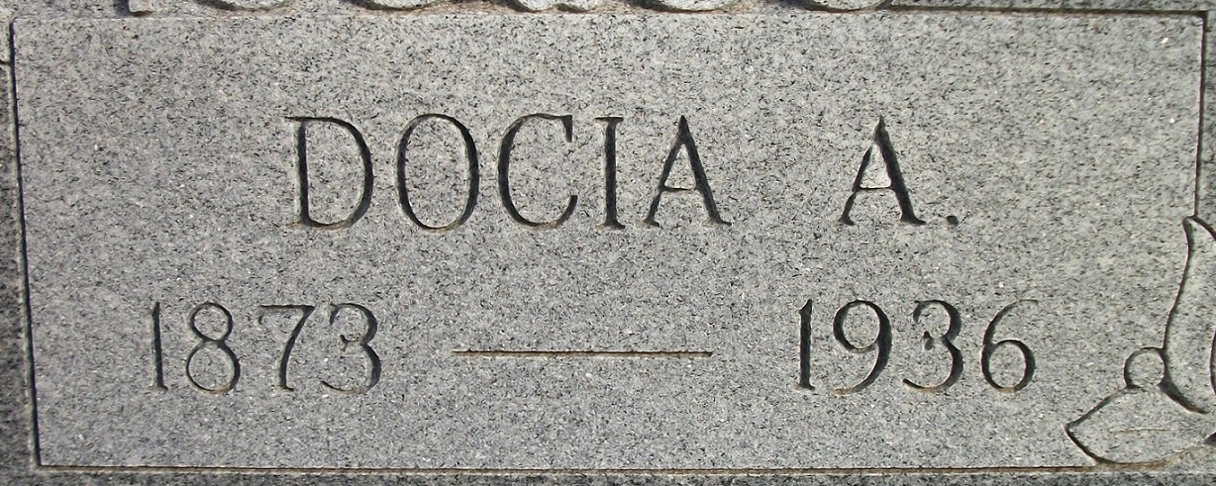 DOCIA A.
1873 — 1936